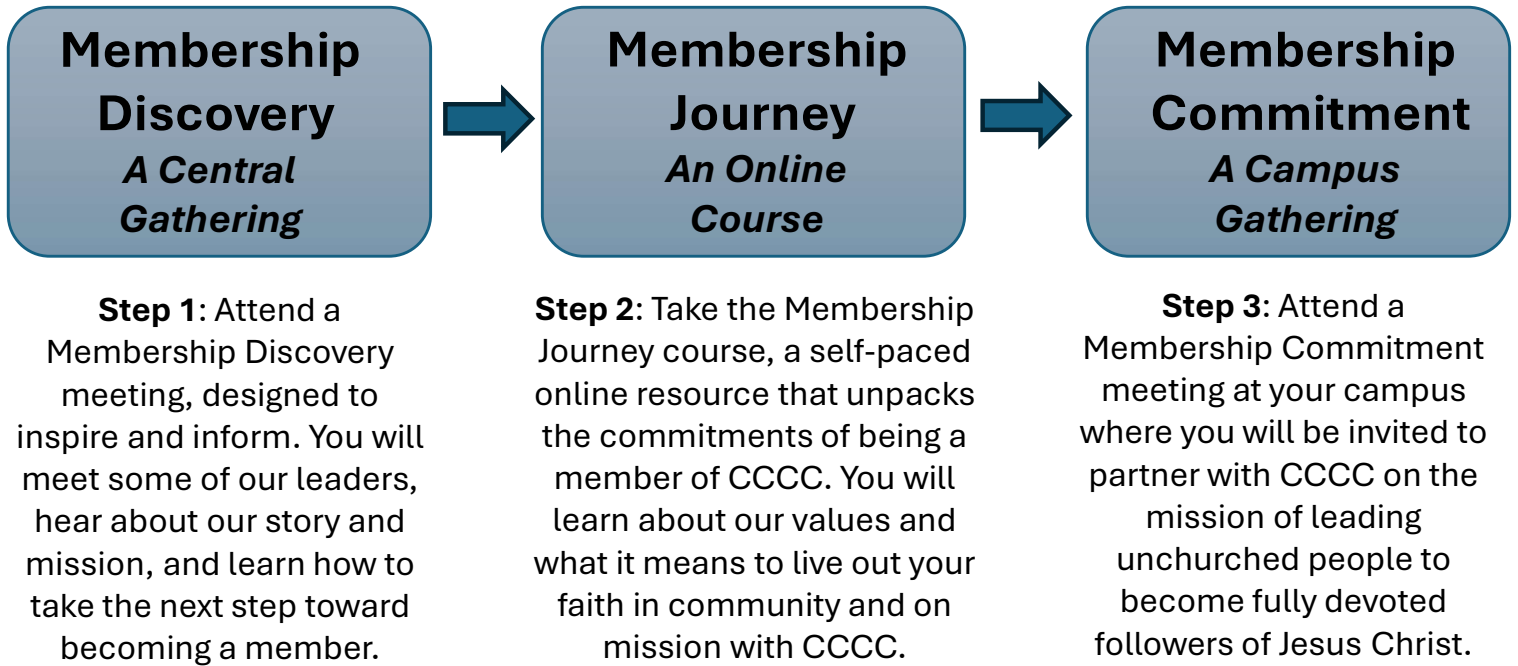 Membership
Discovery
A Central
Gathering
Membership
Journey
An Online
Course
Membership
Commitment
A Campus
Gathering
Step 1: Attend a
Membership Discovery
meeting, designed to
inspire and inform. You will
meet some of our leaders,
hear about our story and
mission, and learn how to
take the next step toward
becoming a member.
Step 2: Take the Membership
Journey course, a self-paced
online resource that unpacks
the commitments of being a
member of CCCC. You will
learn about our values and
what it means to live out your
faith in community and on
mission with CCCC.
Step 3: Attend a
Membership Commitment
meeting at your campus
where you will be invited to
partner with CCCC on the
mission of leading
unchurched people to
become fully devoted
followers of Jesus Christ.